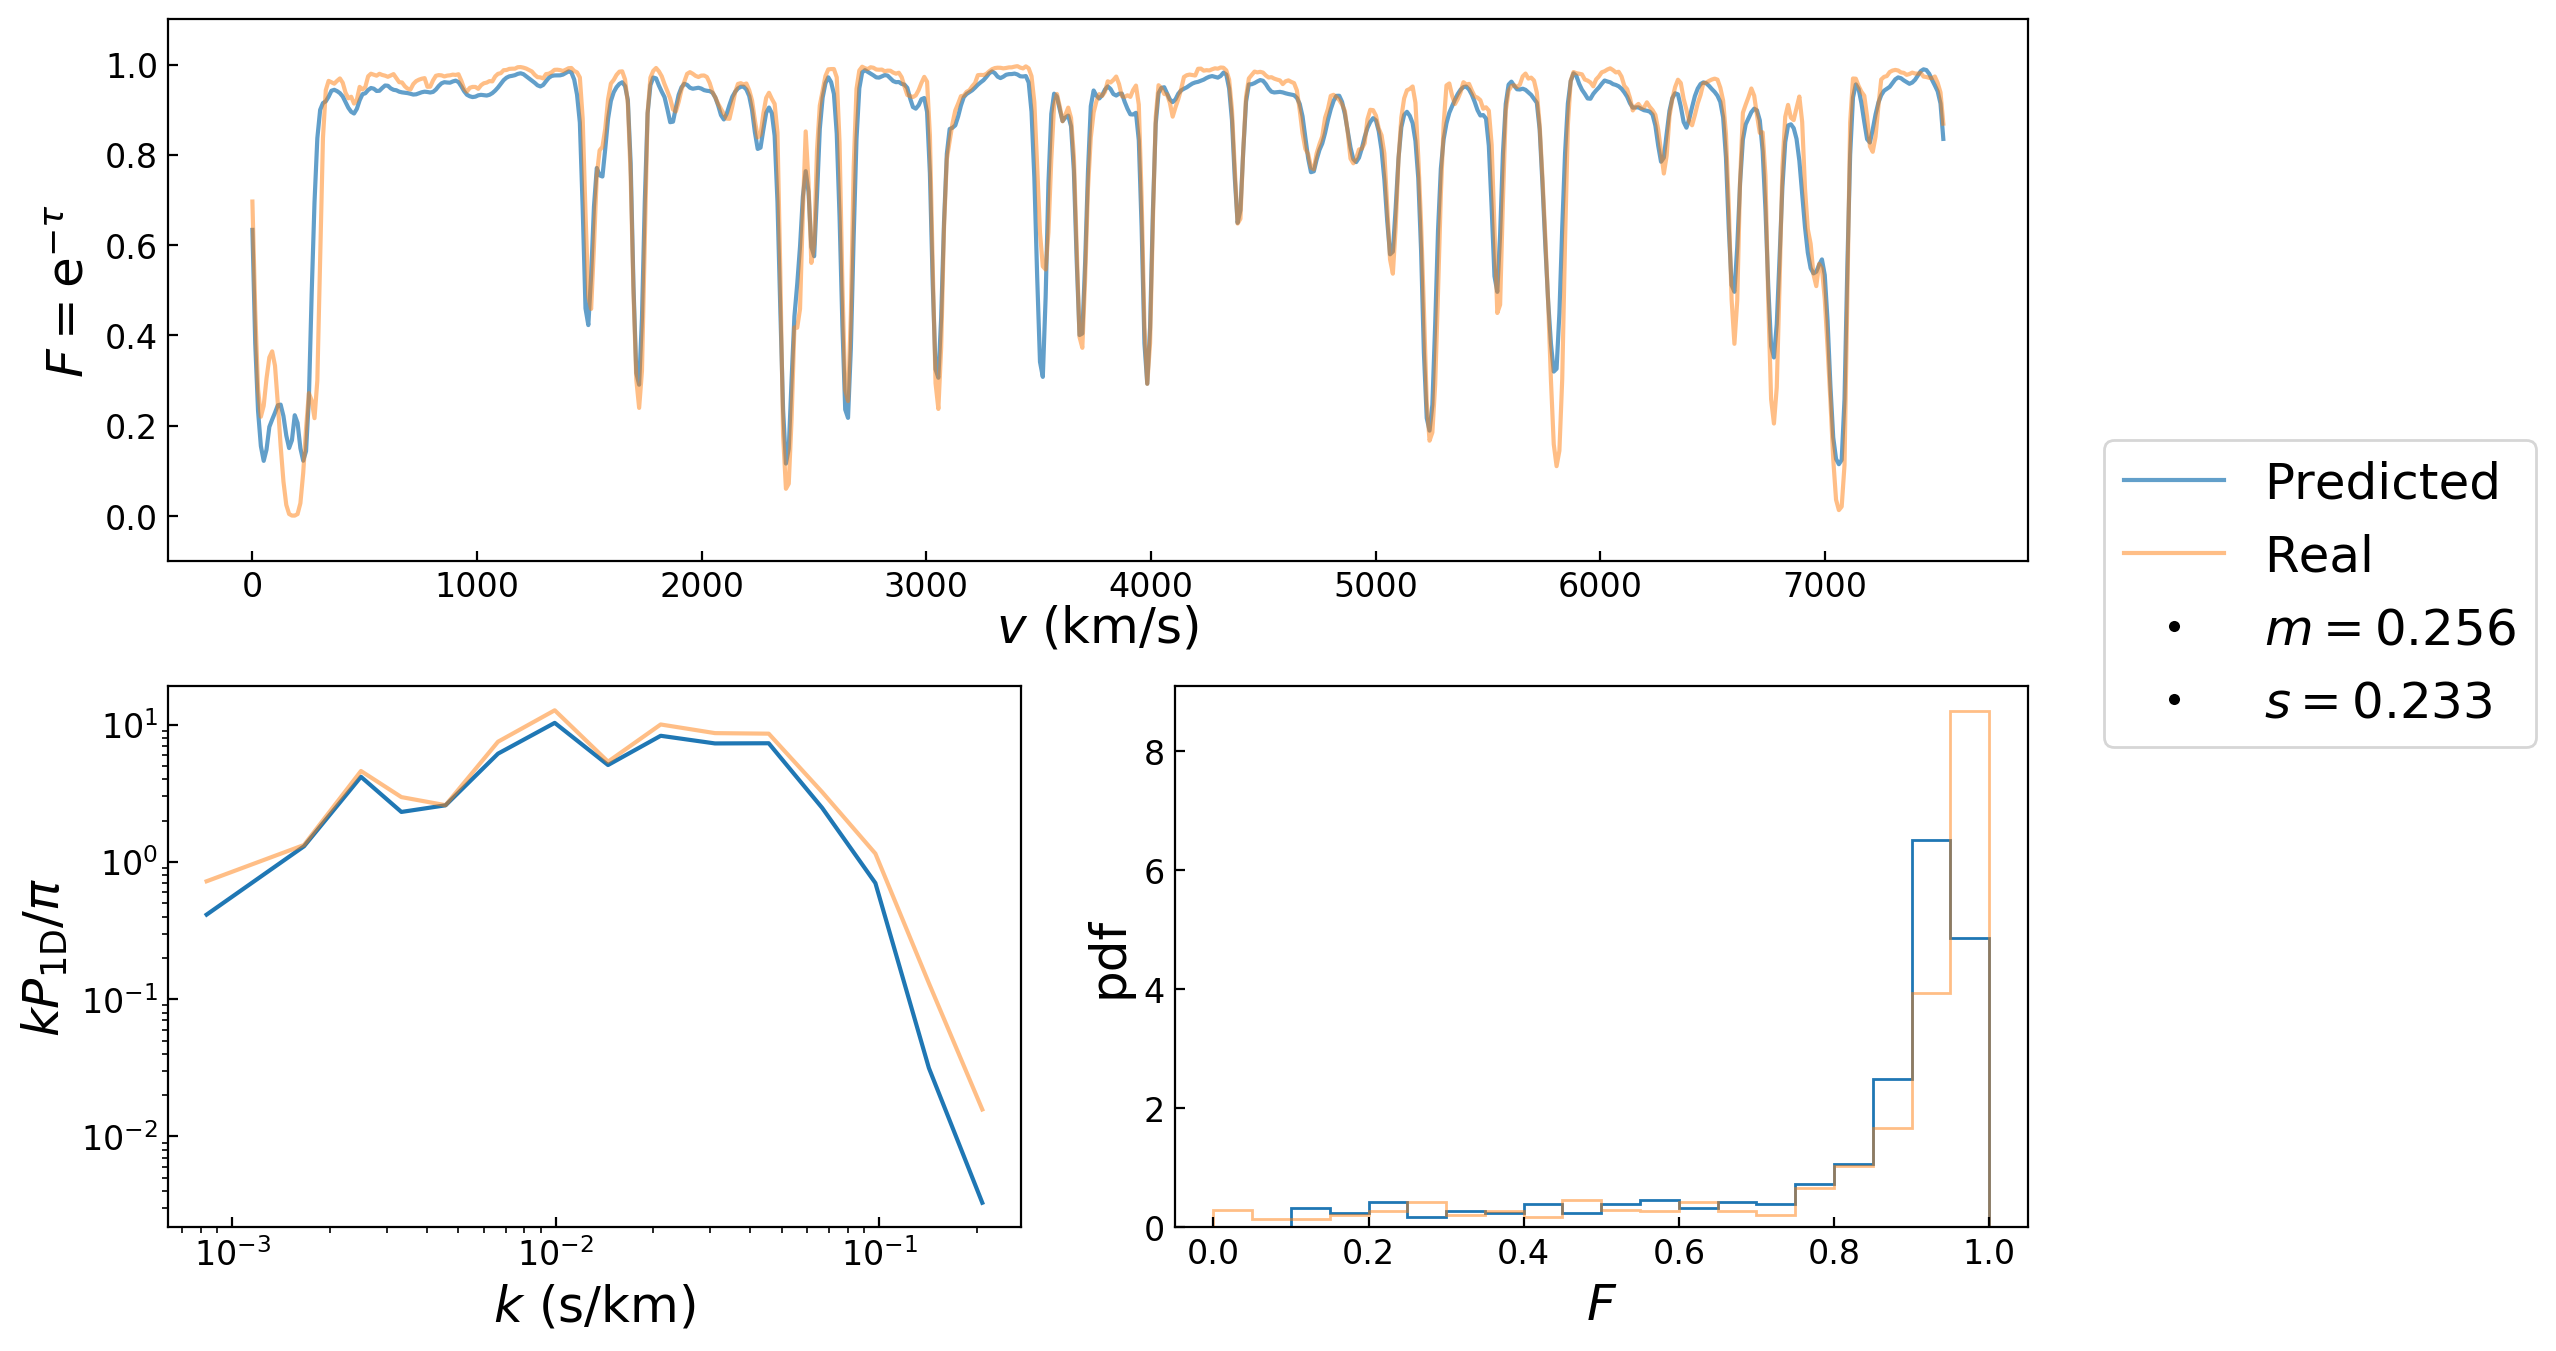 1.0
0.8
0.6
0.4
0.2
0.0
F = e^{-τ}
0 1000 2000 3000 4000 5000 6000 7000
v (km/s)
Predicted
Real
m = 0.256
s = 0.233
10^1
10^0
10^{-1}
10^{-2}
kP_{1D}/π
10^{-3} 10^{-2} 10^{-1}
k (s/km)
8
6
4
2
0
pdf
0.0 0.2 0.4 0.6 0.8 1.0
F